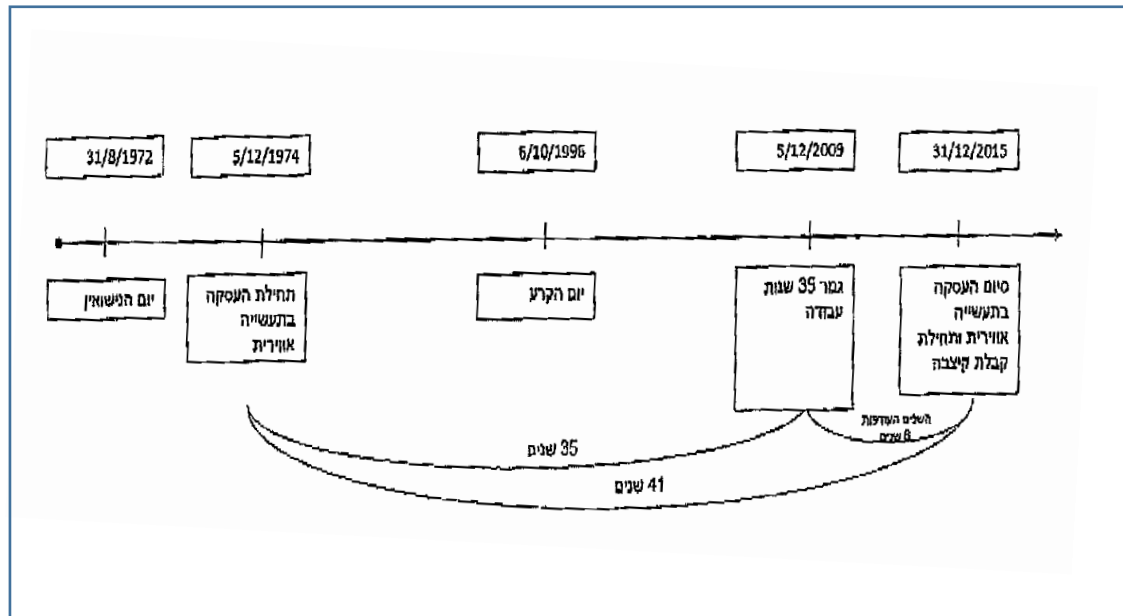 31/8/1972
5/12/1974
6/10/1996
5/12/2009
31/12/2015
יום הנישואין
תחילת העסקה
בתעשייה
אווירית
יום הקרע
גמר 35 שנות
עבודה
סיום העסקה
בתעשייה
אווירית ותחילת
קבלת קיצבה
השנים העודפות
6 שנים
35 שנים
41 שנים